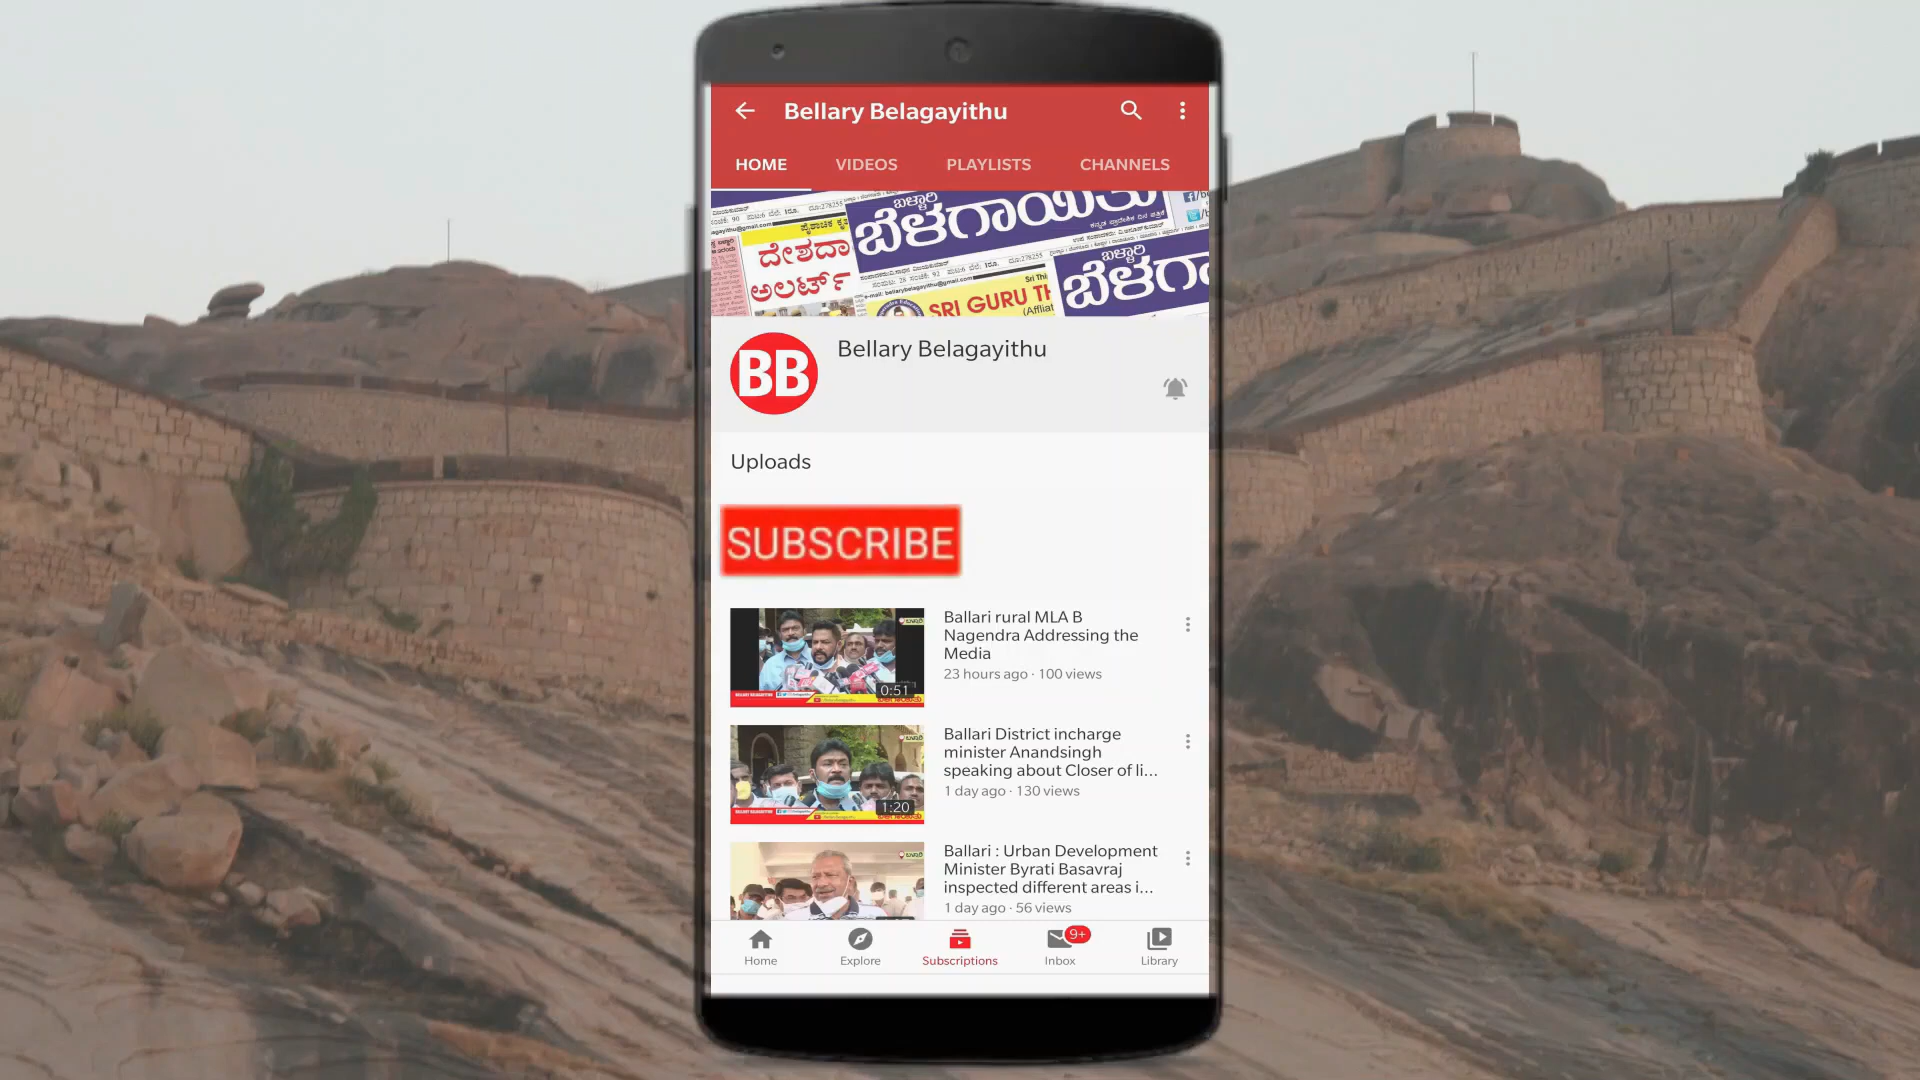 Bellary Belagayithu
HOME VIDEOS PLAYLISTS CHANNELS
ಬಳ್ಳಾರಿ
ಬೆಳಗಾಯಿತು
ದೇಶದಾ
ಅಲರ್ಟ್
ಬಳ್ಳಾರಿ
ಬೆಳಗಾ
SRI GURU TH
(Affliat
BB
Bellary Belagayithu
Uploads
SUBSCRIBE
Ballari rural MLA B
Nagendra Addressing the
Media
23 hours ago · 100 views
0:51
Ballari District incharge
minister Anandsingh
speaking about Closer of li...
1 day ago · 130 views
1:20
Ballari : Urban Development
Minister Byrati Basavraj
inspected different areas i...
1 day ago · 56 views
9+
Home Explore Subscriptions Inbox Library